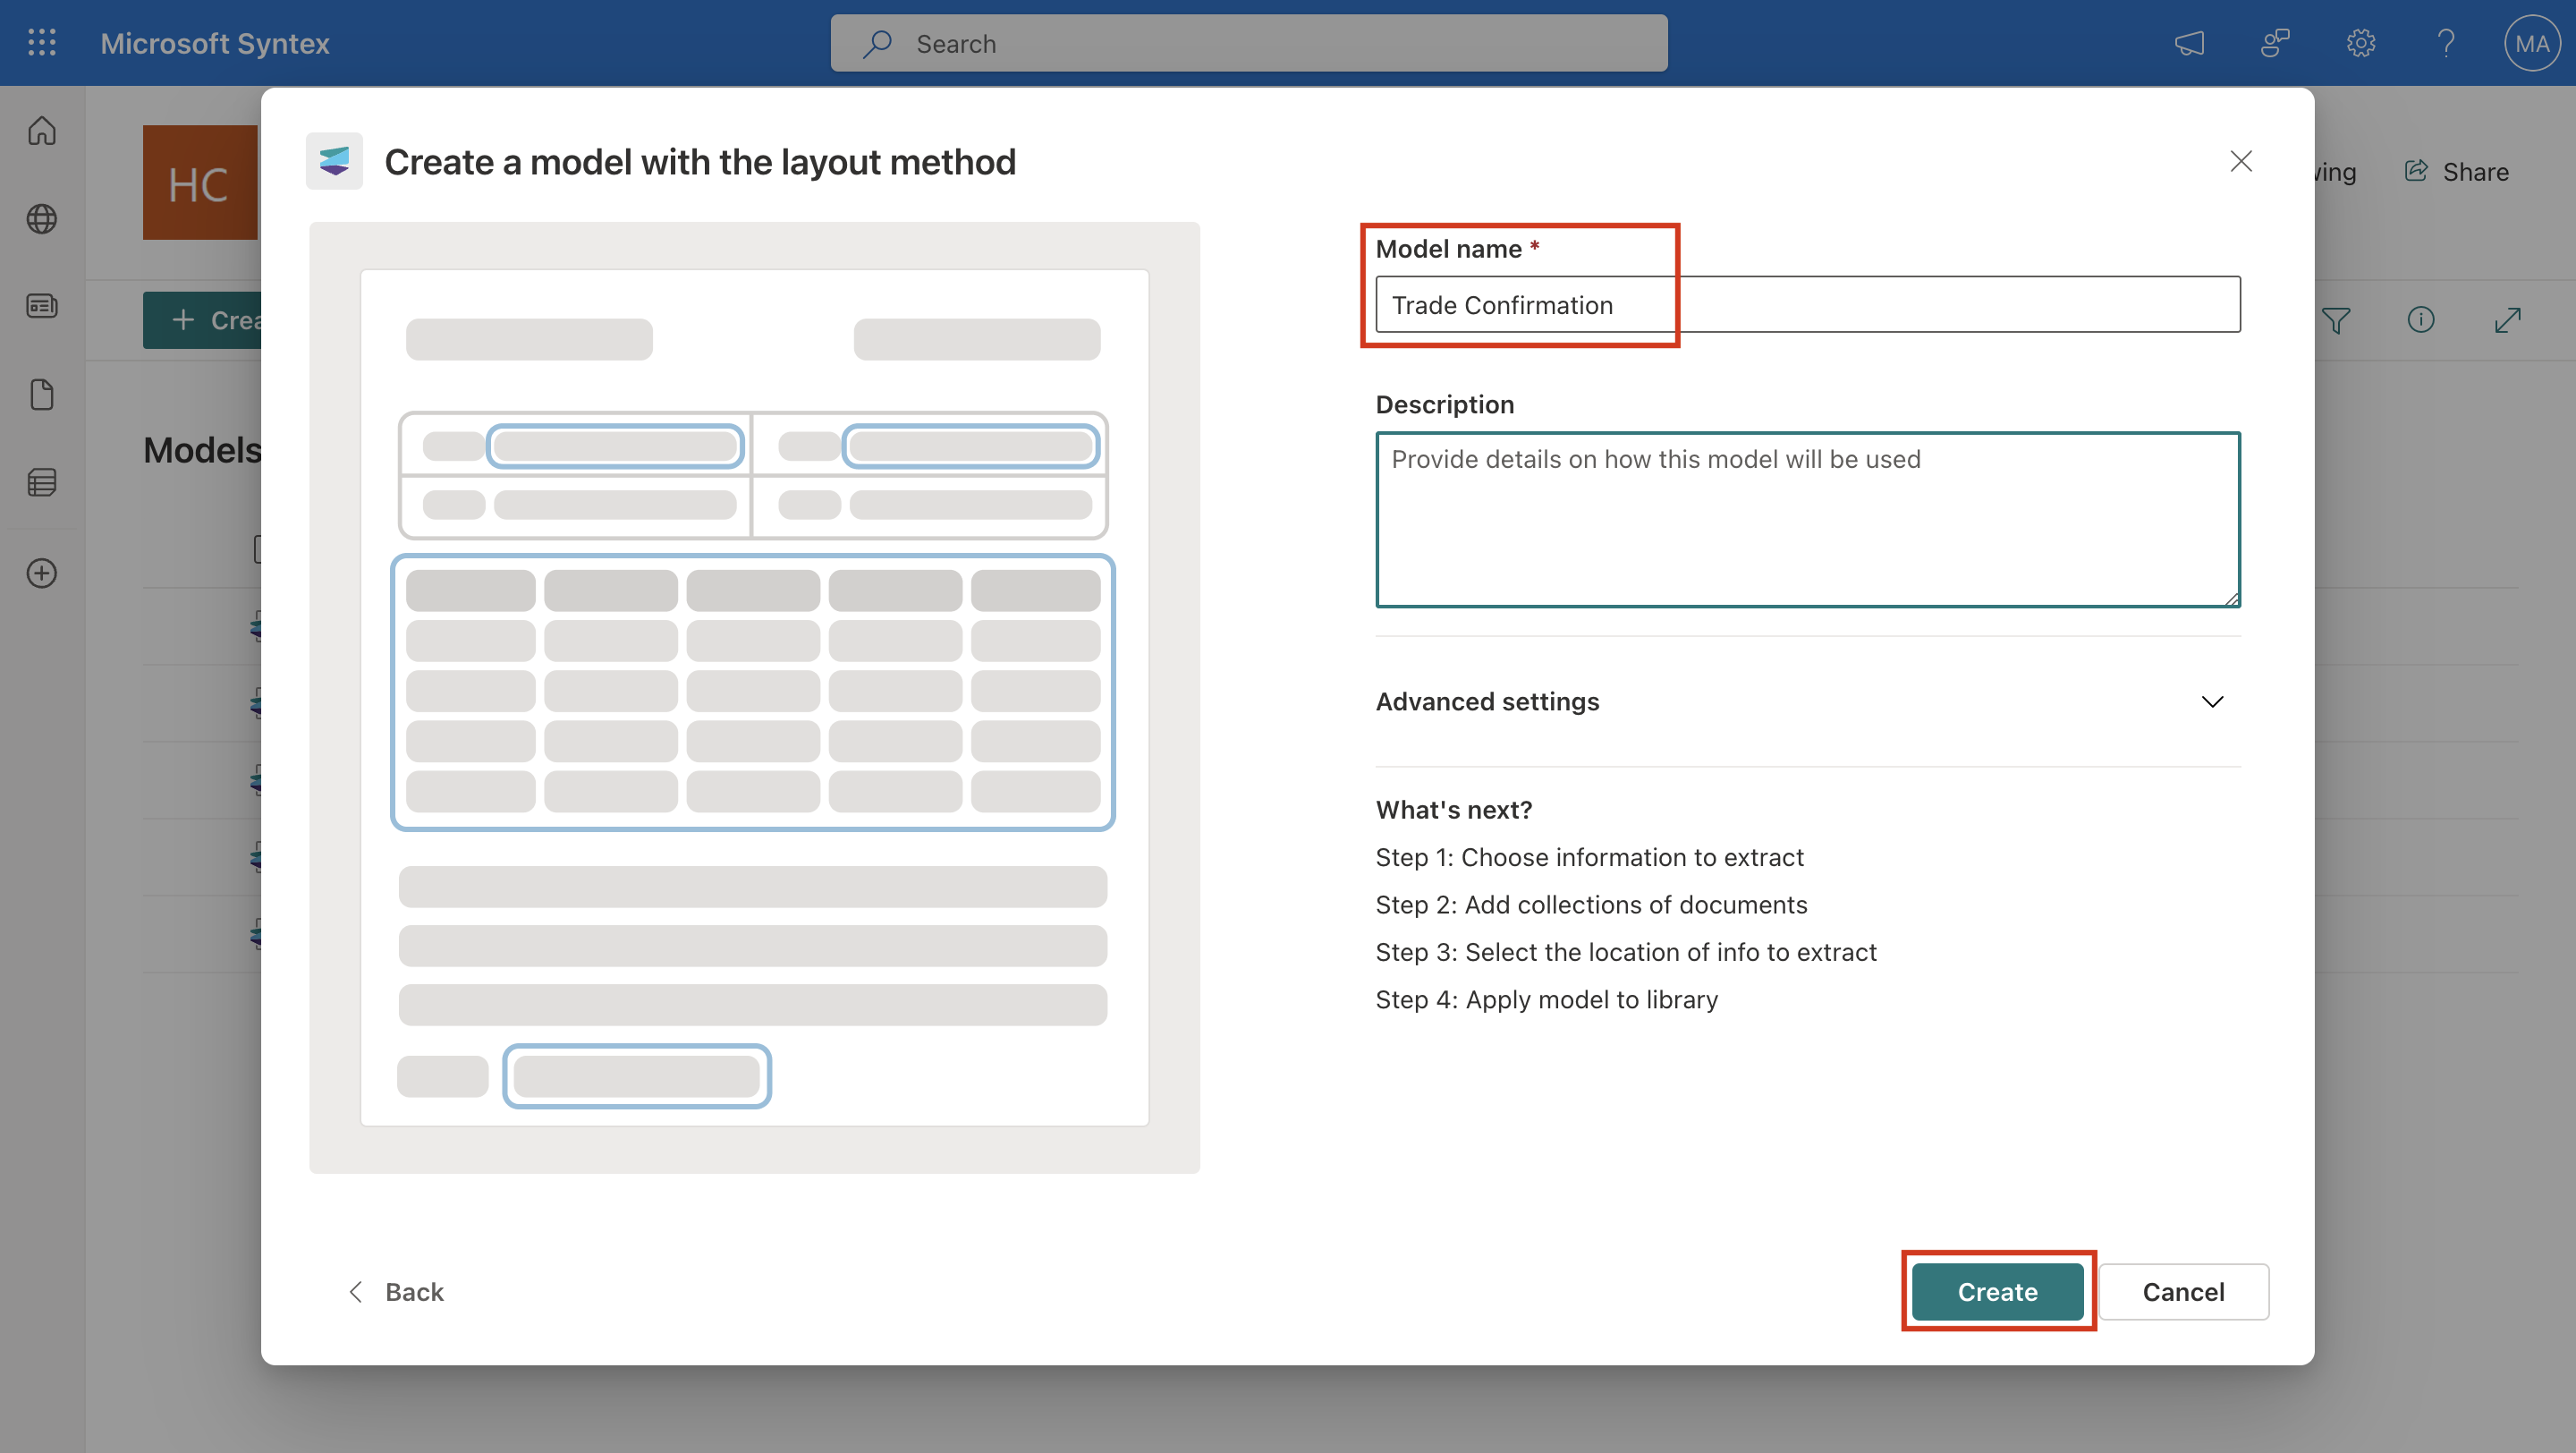 Microsoft Syntex
Search
MA
HC
Create a model with the layout method
Share
Model name *
Trade Confirmation
Description
Provide details on how this model will be used
Models
Advanced settings
What's next?
Step 1: Choose information to extract
Step 2: Add collections of documents
Step 3: Select the location of info to extract
Step 4: Apply model to library
Back
Create
Cancel